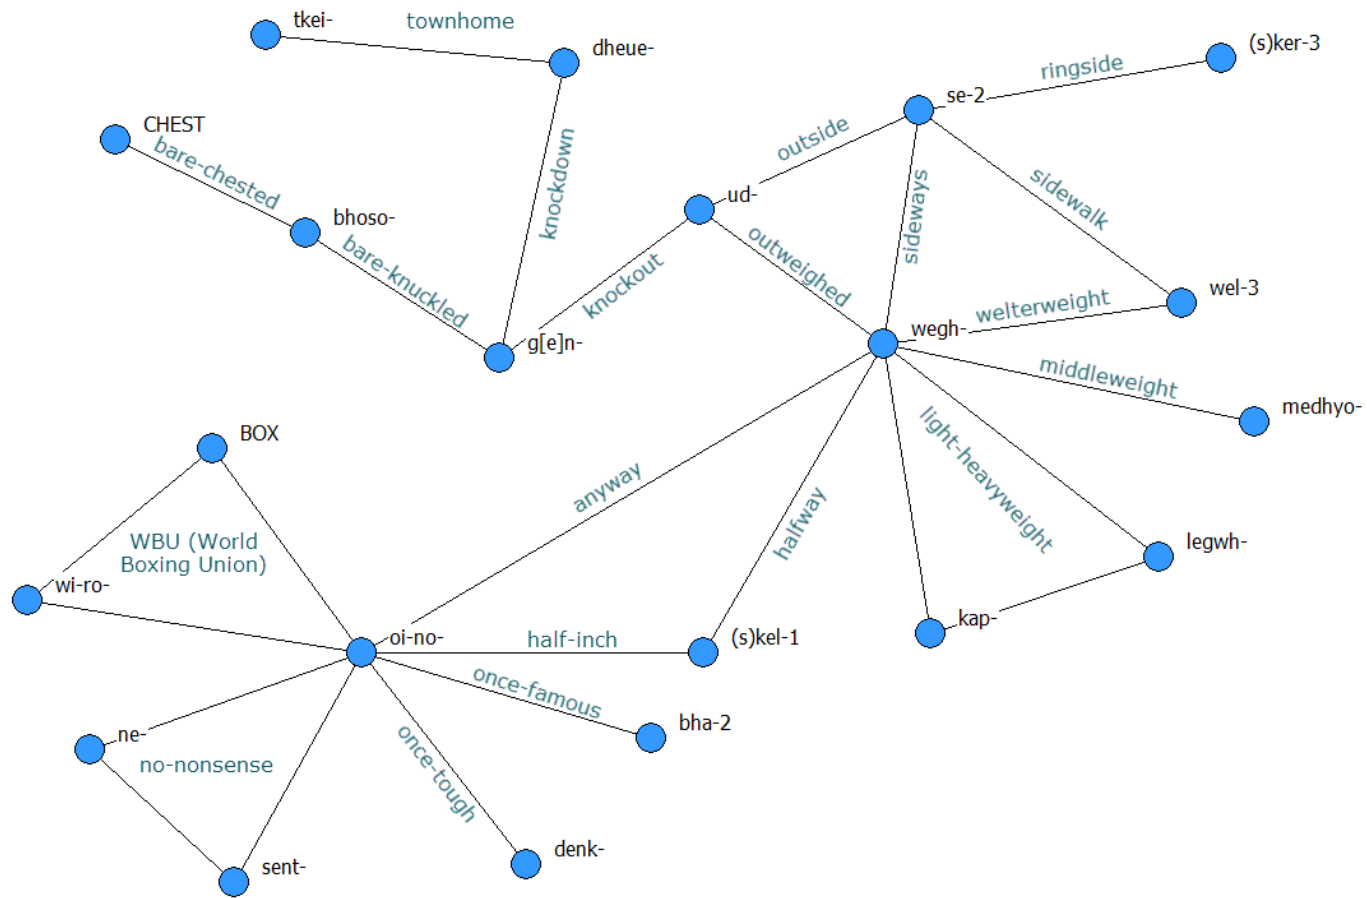 tkei-
townhome
dheue-
(s)ker-3
ringside
se-2
CHEST
bare-chested
outside
knockdown
sideways
sidewalk
ud-
bhoso-
bare-knuckled
knockout
outweighed
wel-3
welterweight
wegh-
g[e]n-
middleweight
medhyo-
BOX
light-heavyweight
anyway
halfway
WBU (World
Boxing Union)
legwh-
wi-ro-
kap-
oi-no-
half-inch
(s)kel-1
once-famous
bha-2
ne-
no-nonsense
once-tough
denk-
sent-